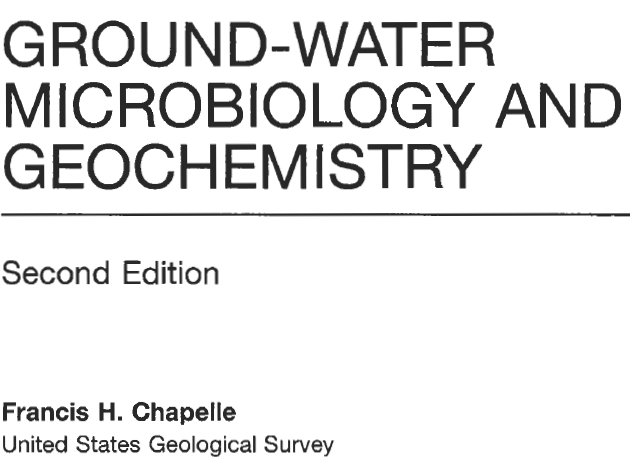 GROUND-WATER
MICROBIOLOGY AND
GEOCHEMISTRY
Second Edition
Francis H. Chapelle
United States Geological Survey